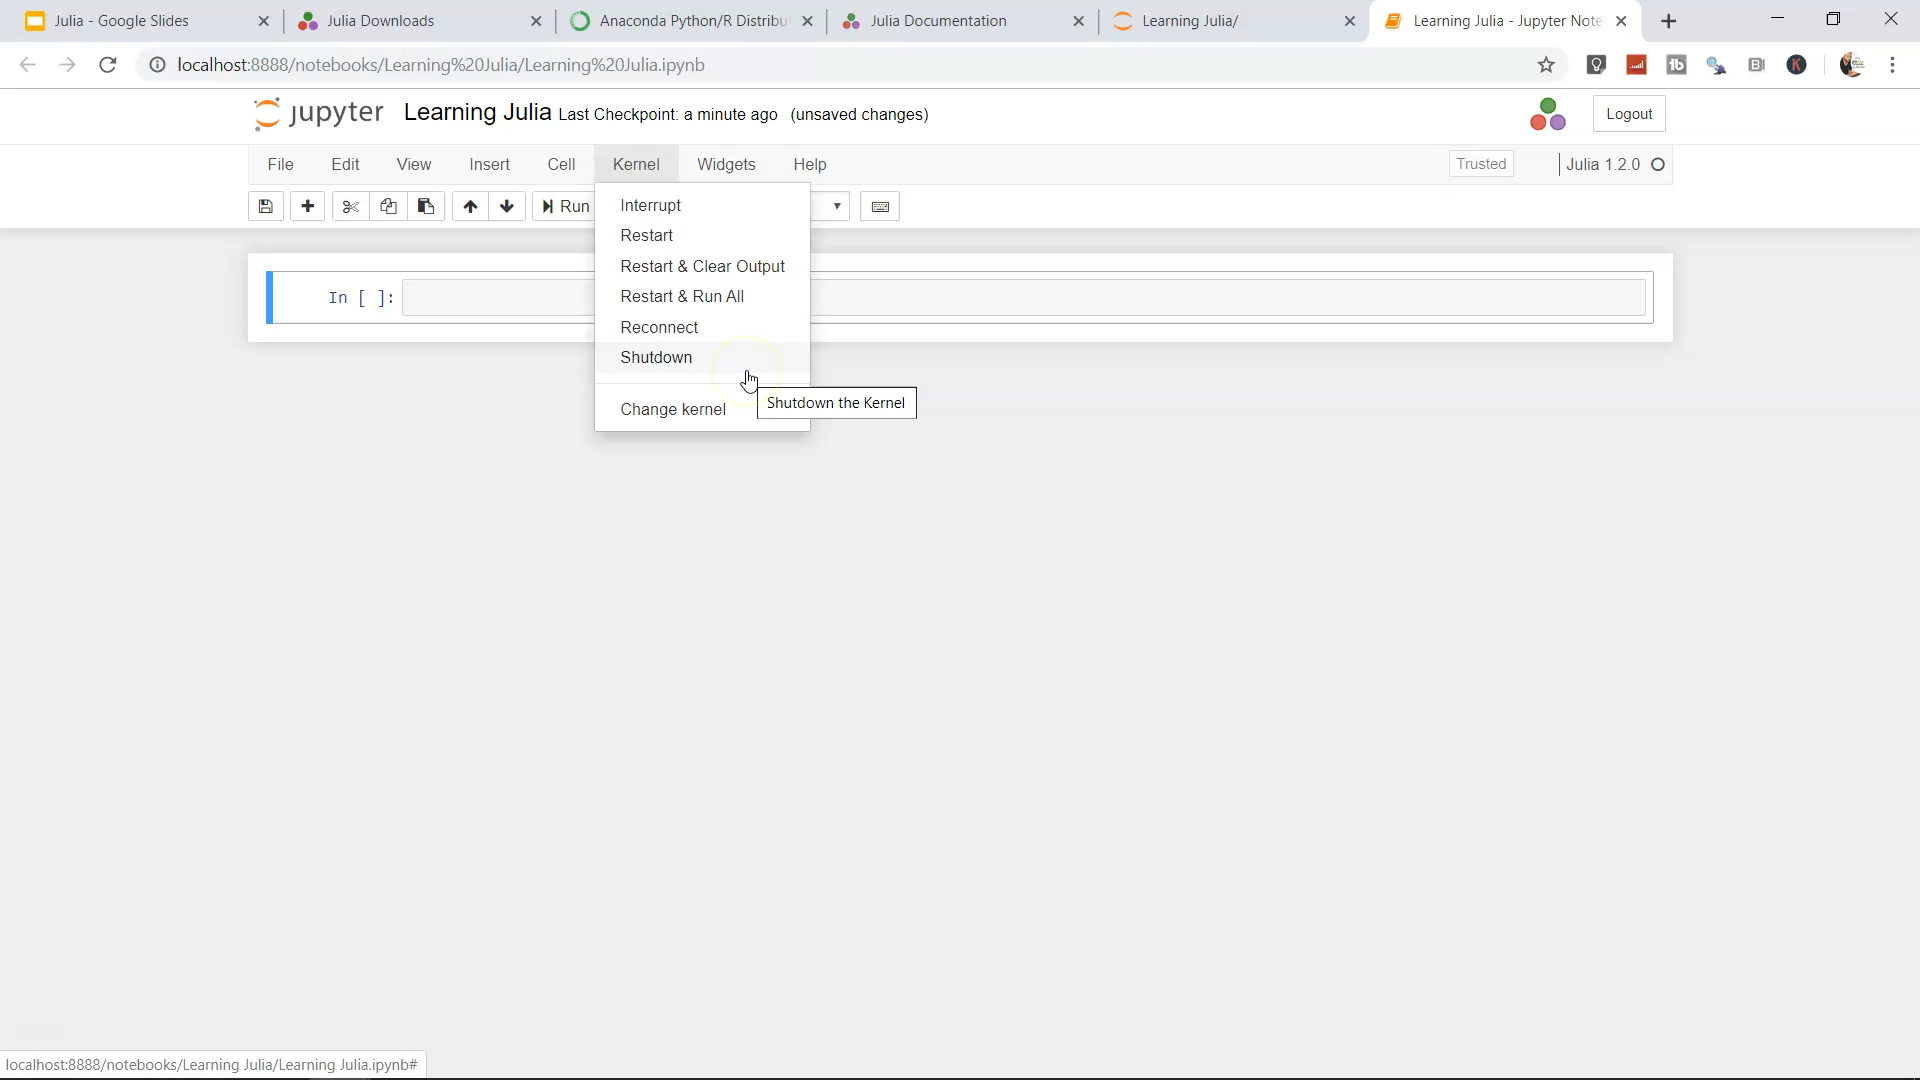 Julia - Google Slides
Julia Downloads
Anaconda Python/R Distribu
Julia Documentation
Learning Julia/
Learning Julia - Jupyter Note
localhost:8888/notebooks/Learning%20Julia/Learning%20Julia.ipynb
tb
B
K
jupyter
Learning Julia Last Checkpoint: a minute ago (unsaved changes)
Logout
File Edit View Insert Cell Kernel Widgets Help
Trusted
Julia 1.2.0
Run
Interrupt
Restart
Restart & Clear Output
Restart & Run All
Reconnect
Shutdown
Change kernel
Shutdown the Kernel
In [ ]:
localhost:8888/notebooks/Learning Julia/Learning Julia.ipynb#